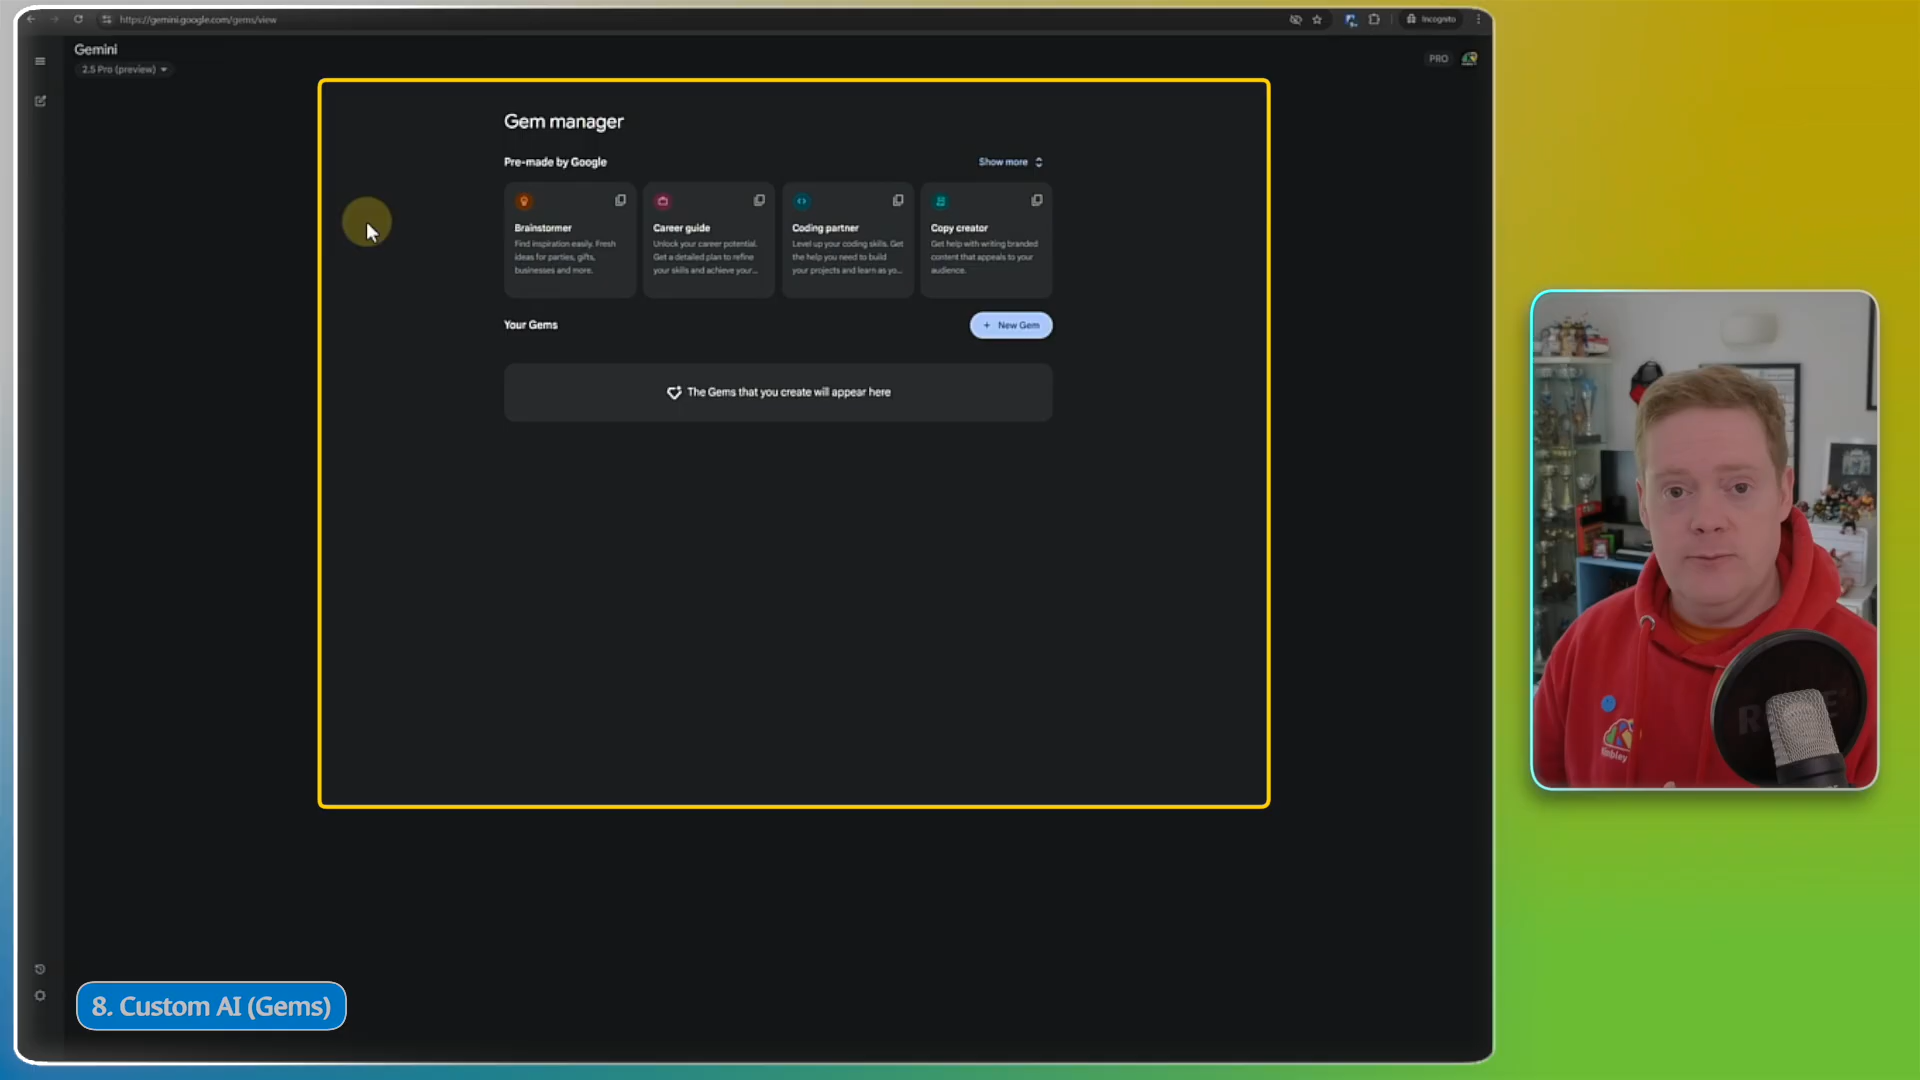 https://gemini.google.com/gems/view
Incognito
Gemini
2.5 Pro (preview)
PRO
Gem manager
Pre-made by Google
Show more
Brainstormer
Find inspiration easily. Fresh
ideas for parties, gifts,
businesses and more.
Career guide
Unlock your career potential.
Get a detailed plan to refine
your skills and achieve your...
Coding partner
Level up your coding skills. Get
the help you need to build
your projects and learn as yo...
Copy creator
Get help with writing branded
content that appeals to your
audience.
Your Gems
+ New Gem
The Gems that you create will appear here
8. Custom AI (Gems)